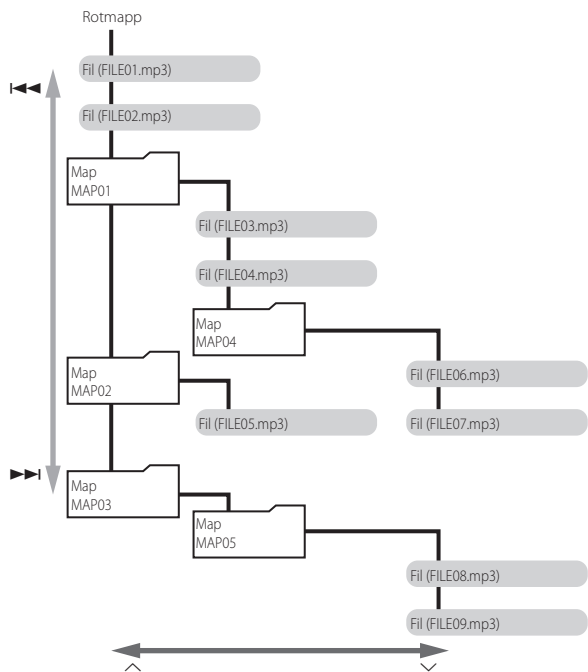 Rotmapp
Fil (FILE01.mp3)
Fil (FILE02.mp3)
Map
MAP01
Fil (FILE03.mp3)
Fil (FILE04.mp3)
Map
MAP04
Map
MAP02
Fil (FILE06.mp3)
Fil (FILE05.mp3)
Fil (FILE07.mp3)
Map
MAP03
Map
MAP05
Fil (FILE08.mp3)
Fil (FILE09.mp3)